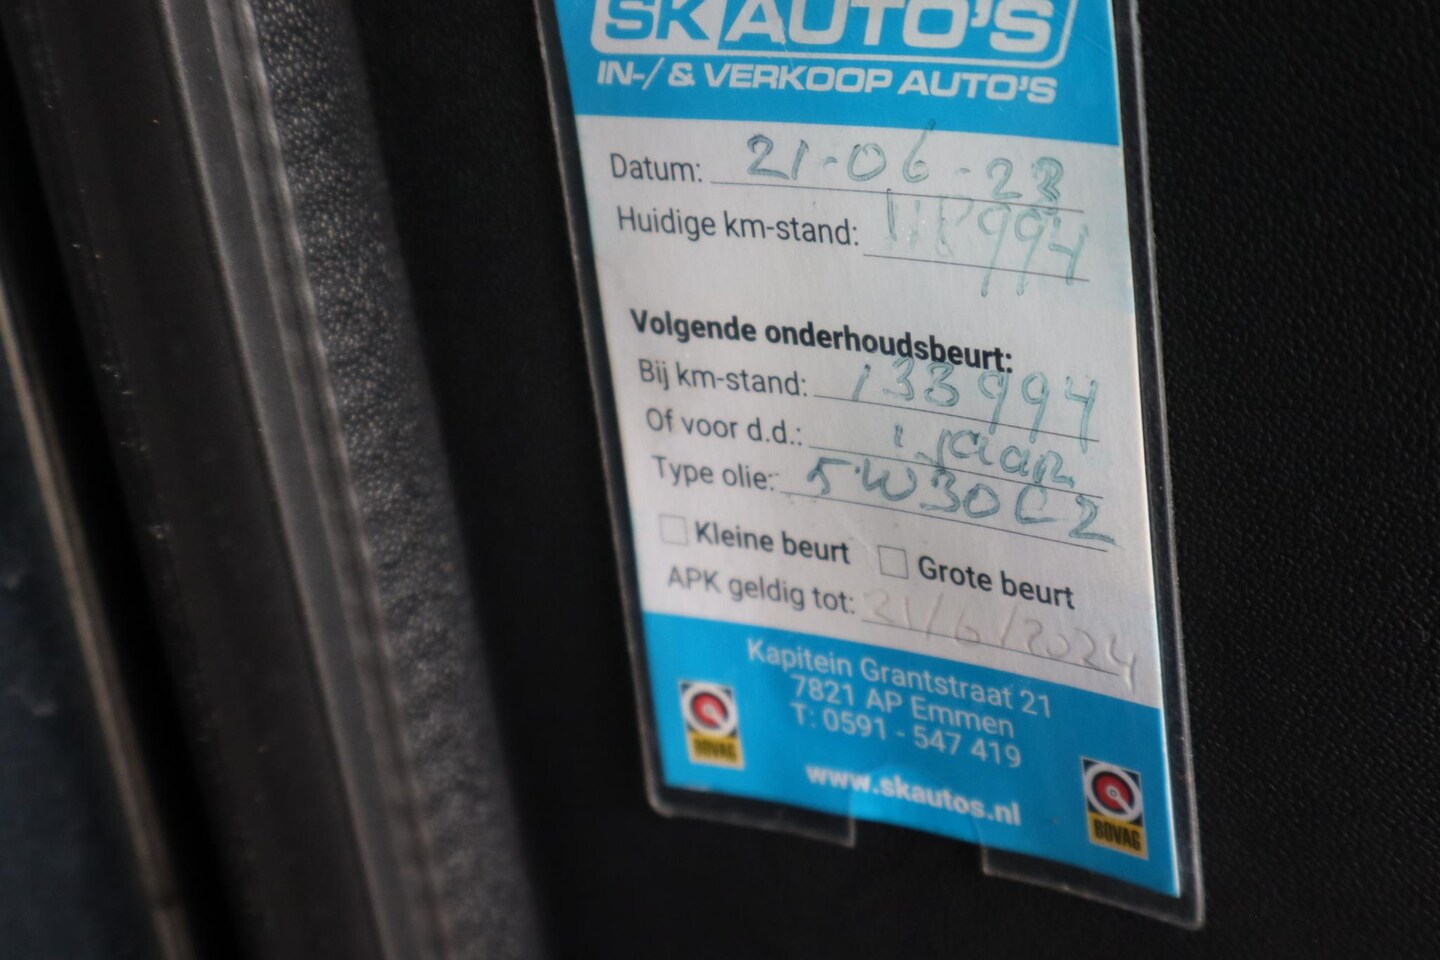 SK AUTO'S
IN-/ & VERKOOP AUTO'S
Datum: 21-06-23
Huidige km-stand:
Volgende onderhoudsbeurt:
Bij km-stand: 133994
Of voor d.d.: 1 jaar
Type olie: 5W30C2
Kleine beurt Grote beurt
APK geldig tot: 21/6/2024
Kapitein Grantstraat 21
7821 AP Emmen
T: 0591 - 547 419
www.skautos.nl
BOVAG
BOVAG